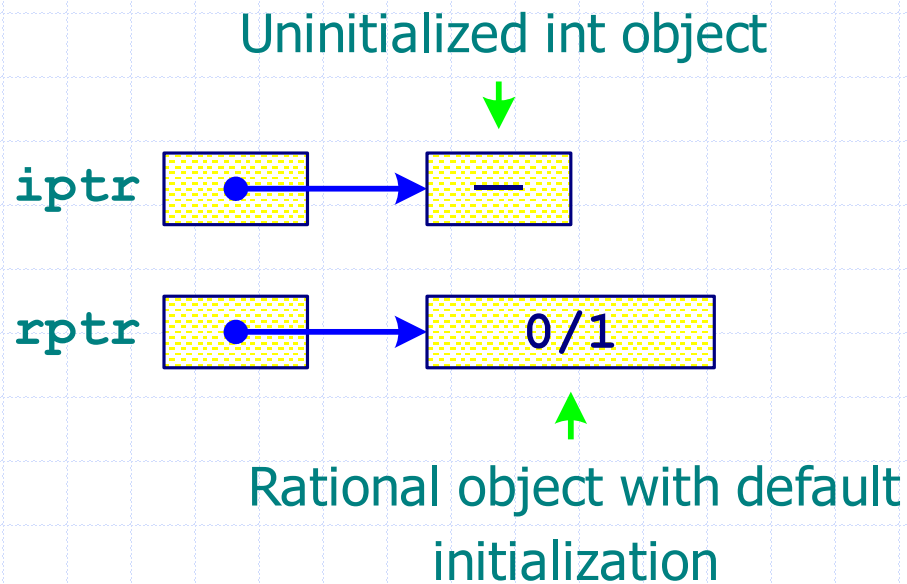 Uninitialized int object
iptr —
rptr 0/1
Rational object with default
initialization